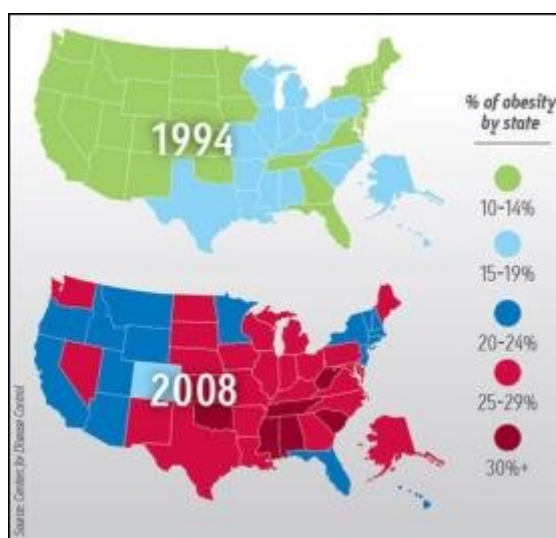 1994
% of obesity
by state
10-14%
15-19%
20-24%
25-29%
30%+
2008
Source: Centers for Disease Control